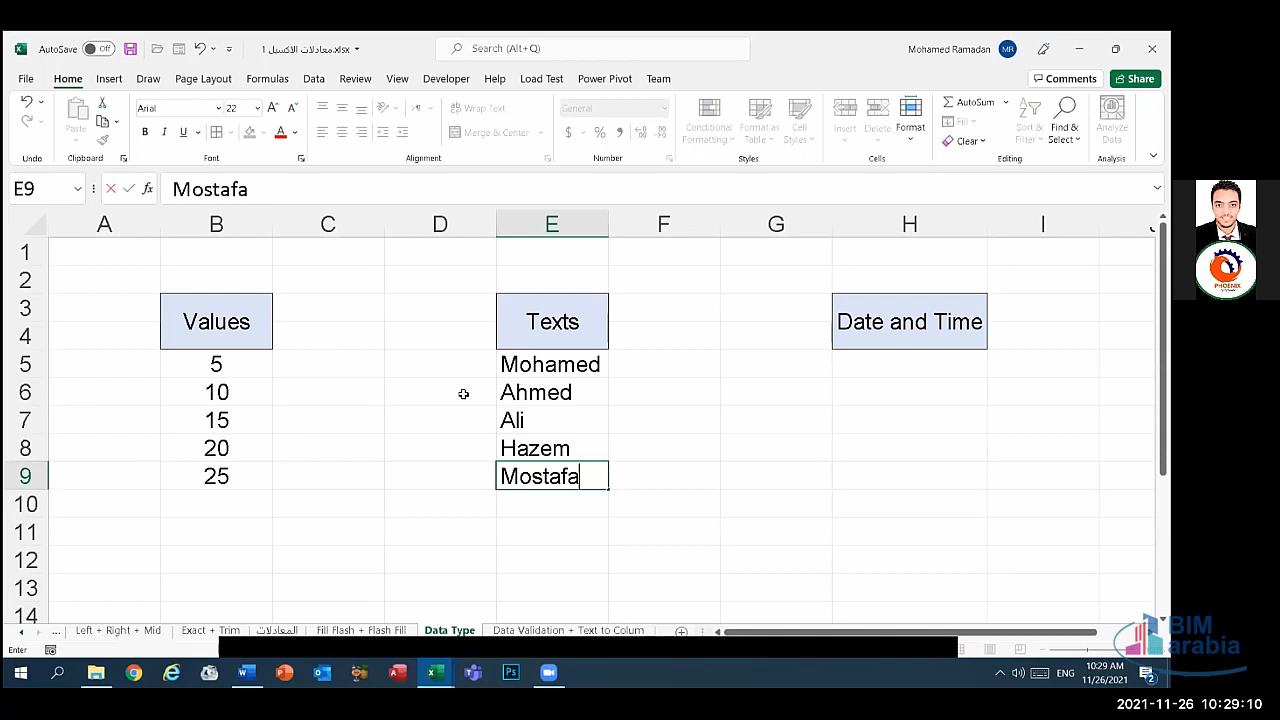 AutoSave Off معادلات الاكسيل 1.xlsx Search (Alt+Q) Mohamed Ramadan MR
File Home Insert Draw Page Layout Formulas Data Review View Developer Help Load Test Power Pivot Team Comments Share
Paste Arial 22 Wrap Text General Conditional Formatting Format as Table Cell Styles Insert Delete Format AutoSum Sort & Filter Find & Select Analyze Data
B I U Merge & Center $ % Fill Clear
Undo Clipboard Font Alignment Number Styles Cells Editing Analysis
E9 fx Mostafa
A B C D E F G H I
1
2
3
4
Values Texts Date and Time
5 5 Mohamed
6 10 Ahmed
7 15 Ali
8 20 Hazem
9 25 Mostafa
10
11
12
13
14
... Left + Right + Mid Exact + Trim المعادلات Fill Flash + Flash Fill Data Type Data Validation + Text to Colum
Enter
ENG 10:29 AM
11/26/2021 2
PHOENIX
BIM
arabia
2021-11-26 10:29:10